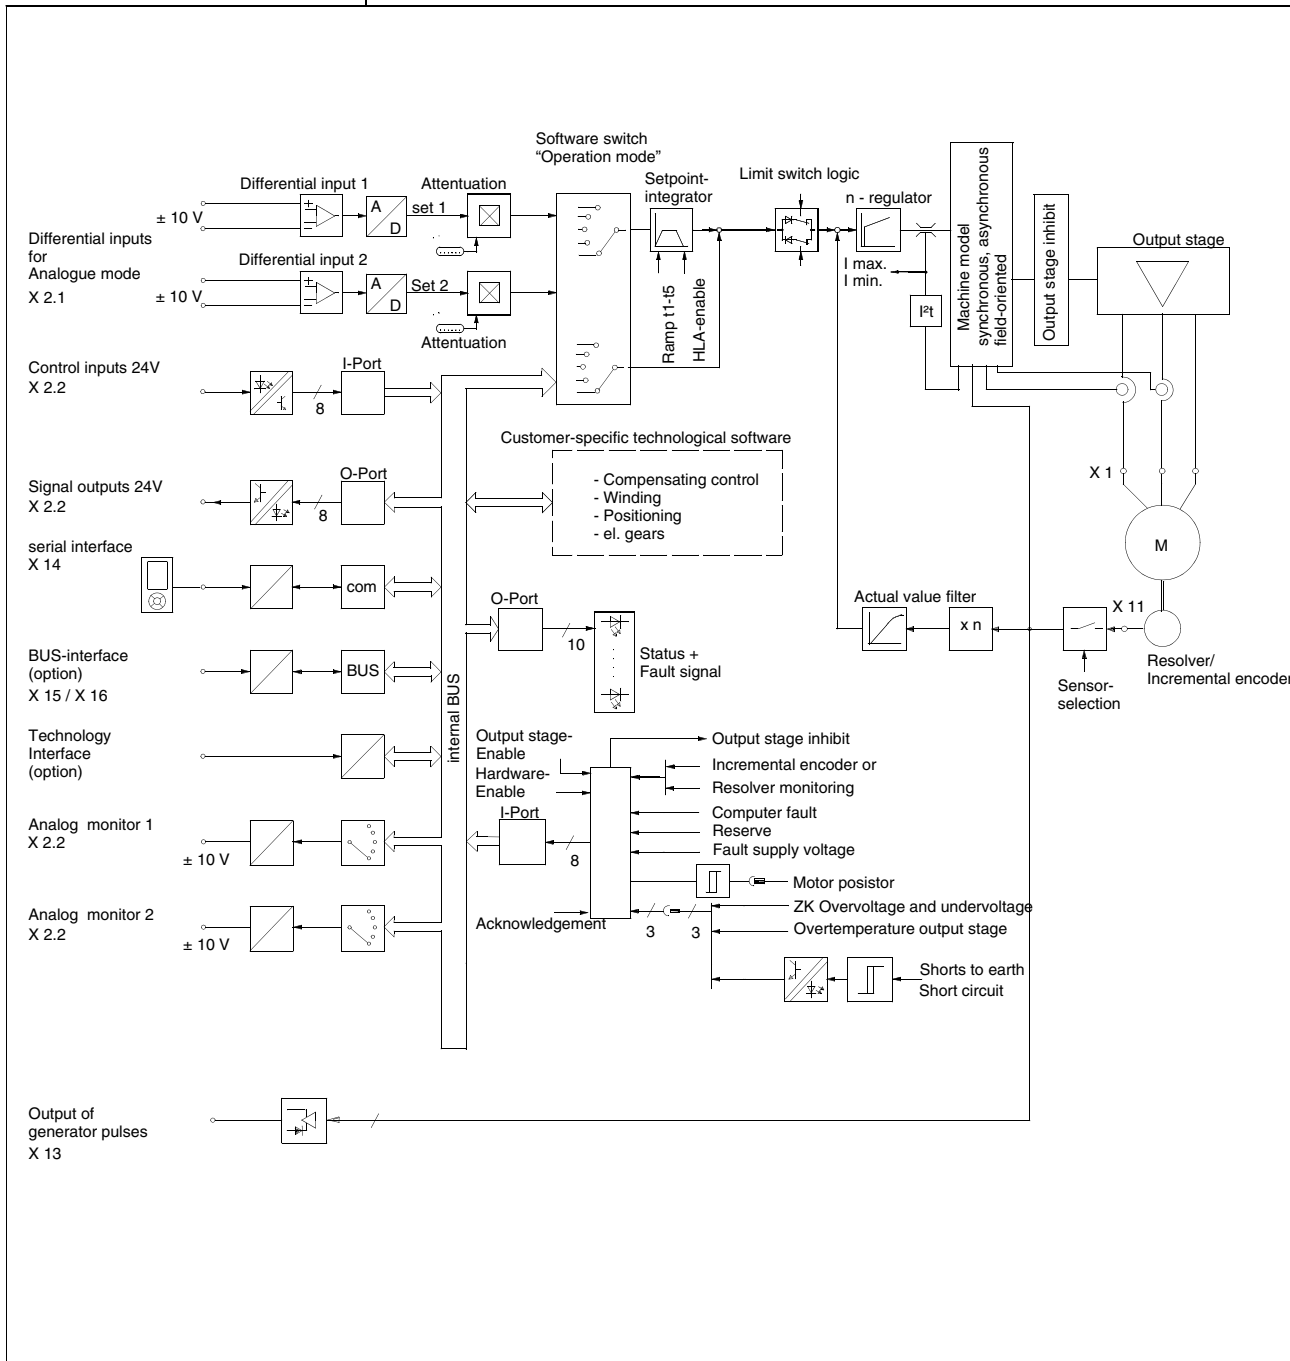 Software switch
“Operation mode”
Differential input 1
Attentuation
Setpoint-
integrator
Limit switch logic
n - regulator
± 10 V
A
D
set 1
Differential inputs
for
Analogue mode
X 2.1
Differential input 2
± 10 V
A
D
Set 2
Attentuation
Ramp t1-t5
HLA-enable
I max.
I min.
I²t
Machine model
synchronous, asynchronous
field-oriented
Output stage inhibit
Output stage
Control inputs 24V
X 2.2
8
I-Port
Customer-specific technological software
- Compensating control
- Winding
- Positioning
- el. gears
X 1
M
Signal outputs 24V
X 2.2
8
O-Port
serial interface
X 14
com
O-Port
10
Status +
Fault signal
Actual value filter
x n
X 11
Sensor-
selection
Resolver/
Incremental encoder
BUS-interface
(option)
X 15 / X 16
BUS
internal BUS
Technology
Interface
(option)
Output stage-
Enable
Hardware-
Enable
I-Port
8
Acknowledgement
Output stage inhibit
Incremental encoder or
Resolver monitoring
Computer fault
Reserve
Fault supply voltage
Motor posistor
ZK Overvoltage and undervoltage
3
3
Overtemperature output stage
Shorts to earth
Short circuit
Analog monitor 1
X 2.2
± 10 V
Analog monitor 2
X 2.2
± 10 V
Output of
generator pulses
X 13